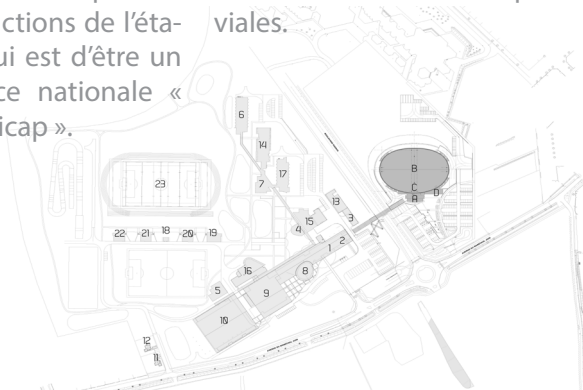 ctions de l'éta-
ui est d'être un
ce nationale «
icap ».
viales.
6
14
17
7
B
C
D
A
23
13
3
15
4
2
1
22 21 18 20 19
8
16
9
5
10
12
11